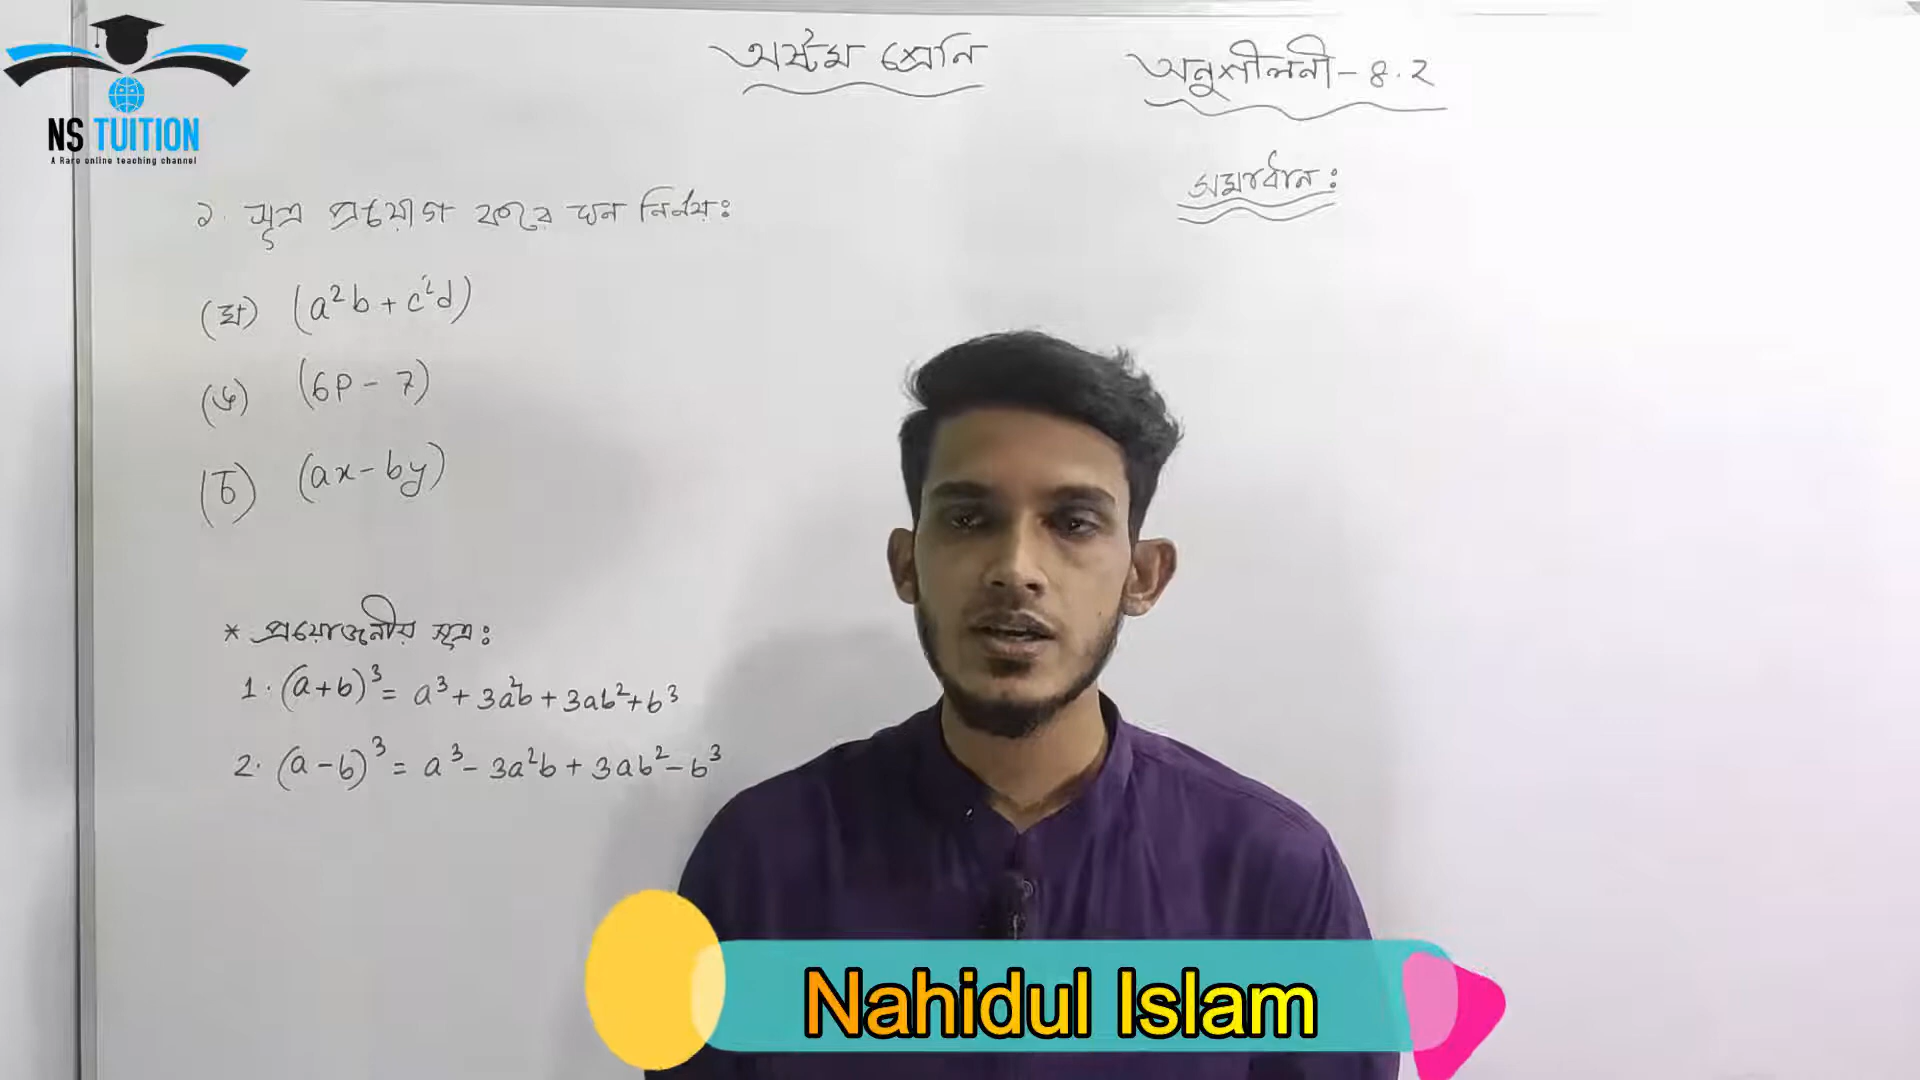 NS TUITION
A Rare online teaching channel
অষ্টম শ্রেনি
অনুশীলনী - ৪.২
সমাধান :
১. সূত্র প্রয়োগ করে ঘন নির্নয়ঃ
(ঘ) (a²b + c²d)
(ঙ) (6p - 7)
(চ) (ax - by)
* প্রয়োজনীয় সূত্র :
1. (a+b)³ = a³ + 3a²b + 3ab² + b³
2. (a-b)³ = a³ - 3a²b + 3ab² - b³
Nahidul Islam